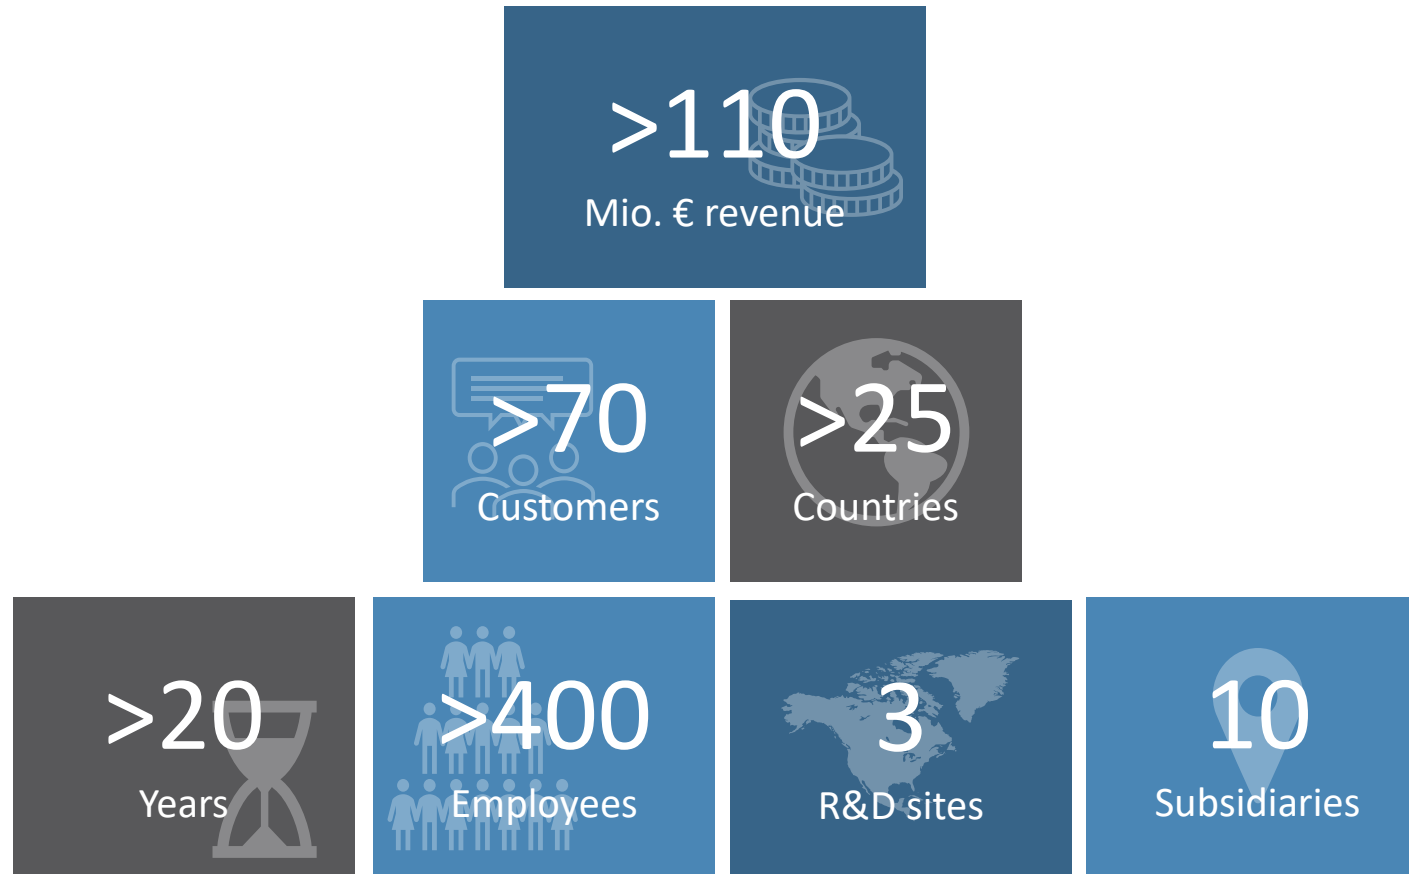 >110
Mio. € revenue
>70
Customers
>25
Countries
>20
Years
>400
Employees
3
R&D sites
10
Subsidiaries